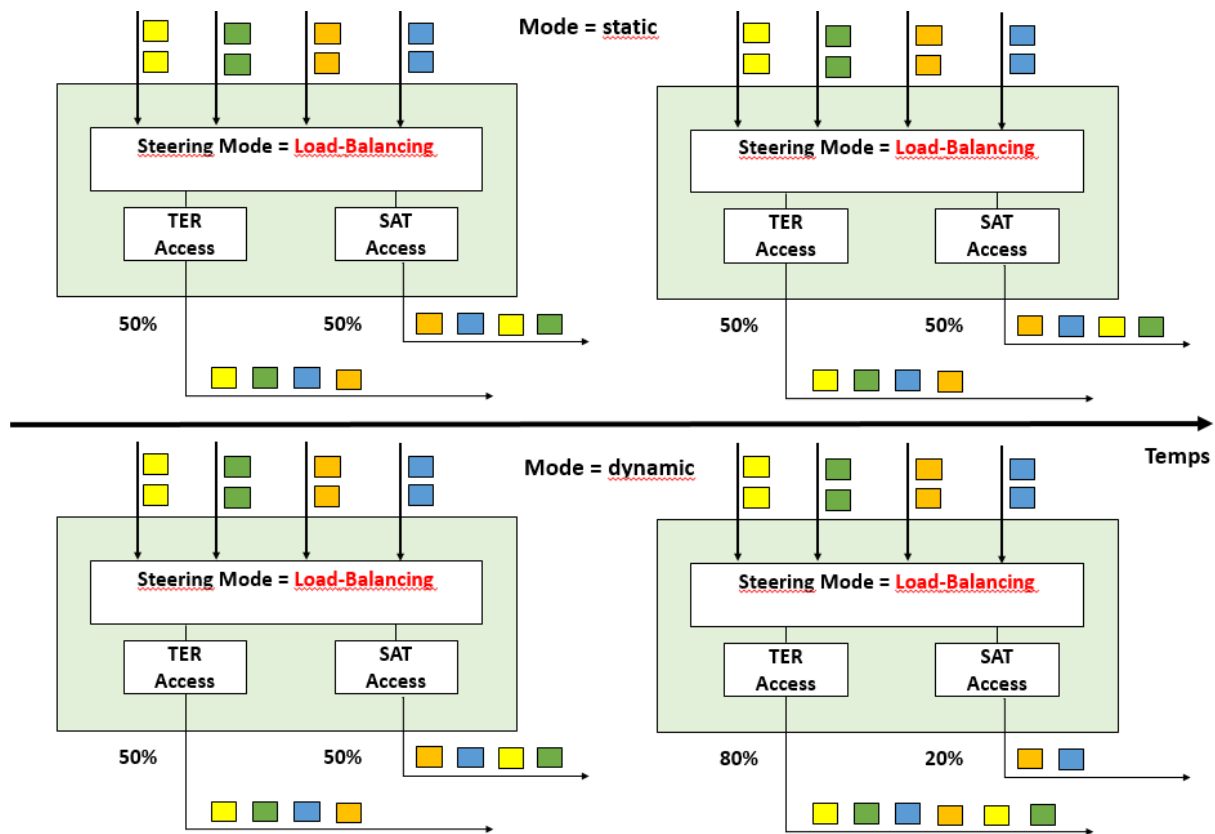 Mode = static
Steering Mode = Load-Balancing
TER
Access
SAT
Access
50%
50%
Steering Mode = Load-Balancing
TER
Access
SAT
Access
50%
50%
Temps
Mode = dynamic
Steering Mode = Load-Balancing
TER
Access
SAT
Access
50%
50%
Steering Mode = Load-Balancing
TER
Access
SAT
Access
80%
20%